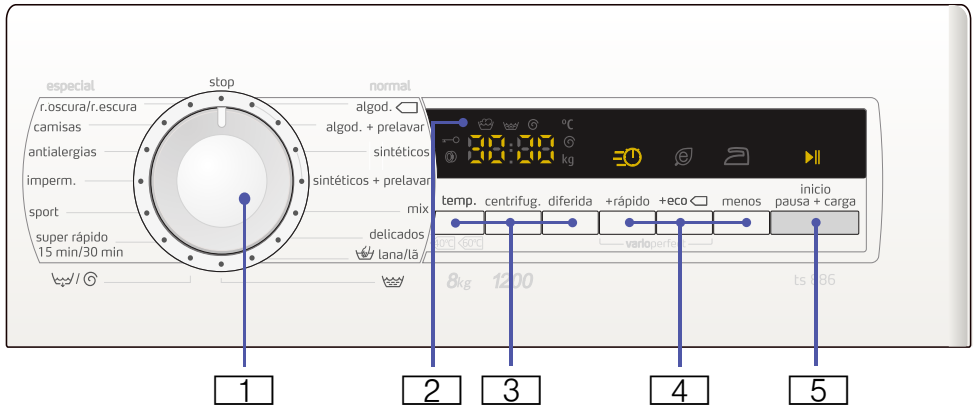 especial
stop
normal
r.oscura/r.escura
algod.
camisas
algod. + prelavar
antialergias
sintéticos
imperm.
sintéticos + prelavar
sport
mix
super rápido
15 min/30 min
delicados
lana/lã
/
°C
kg
temp.
centrifug.
diferida
+rápido
+eco
menos
inicio
pausa + carga
40°C <60°C
varioperfect
8kg
1200
1
2
3
4
5